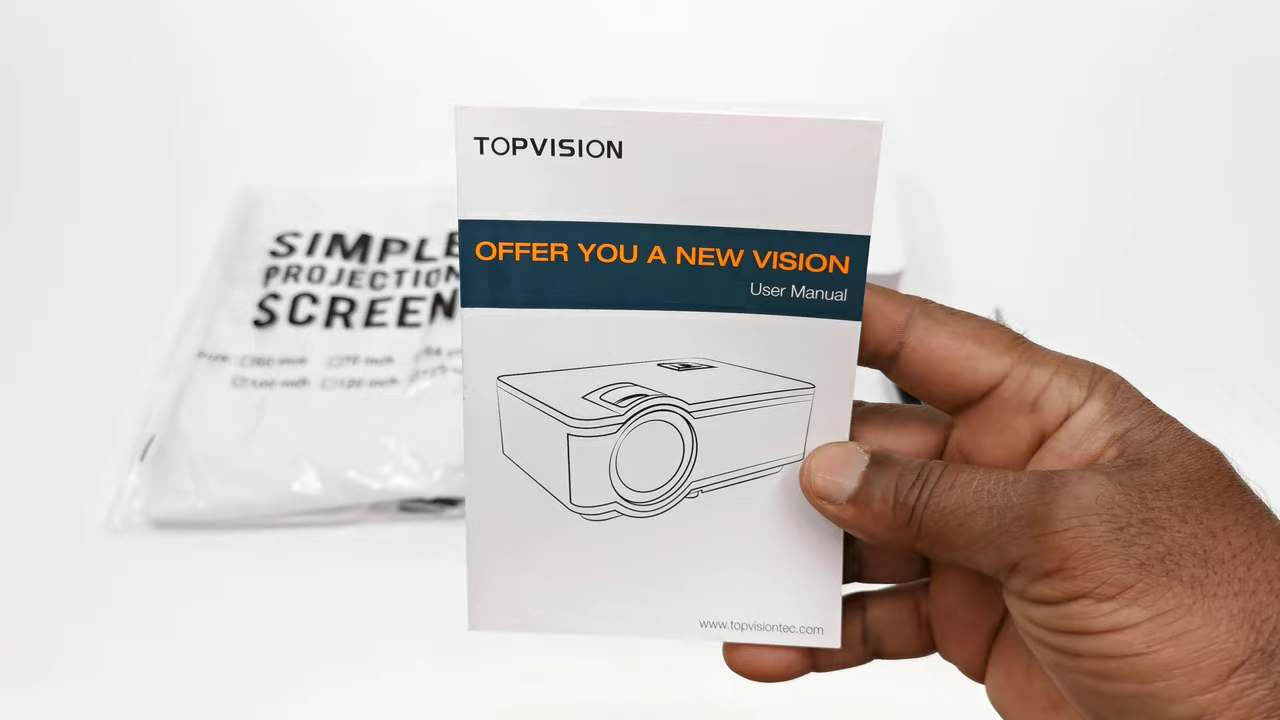 TOPVISION
OFFER YOU A NEW VISION
User Manual
www.topvisiontec.com
SIMPLE
PROJECTION
SCREEN